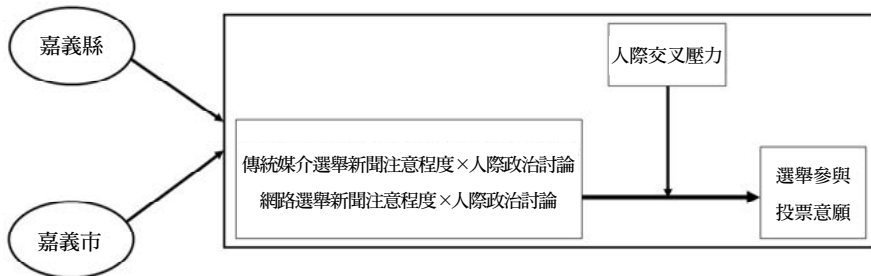 嘉義縣
人際交叉壓力
傳統媒介選舉新聞注意程度×人際政治討論
網路選舉新聞注意程度×人際政治討論
選舉參與
投票意願
嘉義市